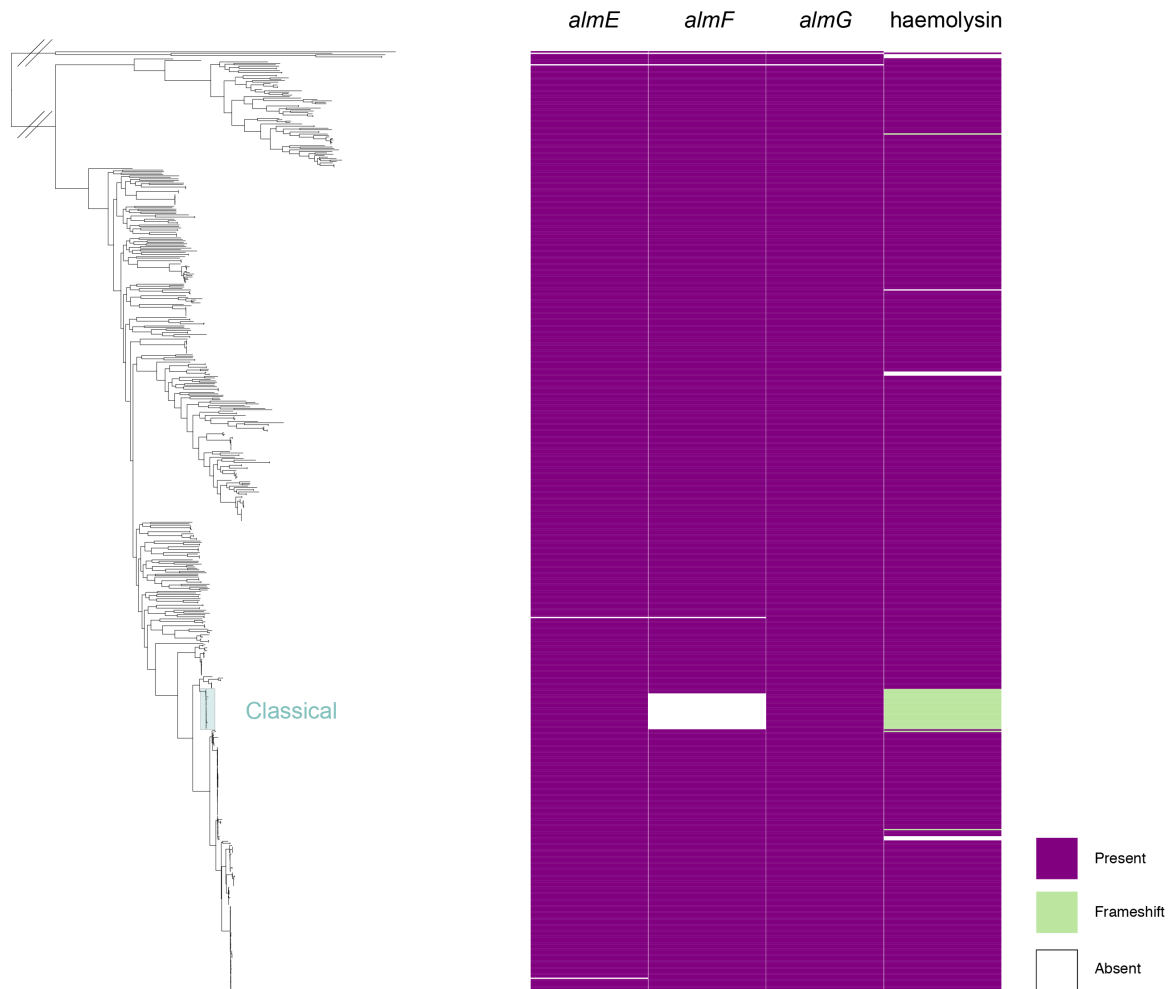 almE almF almG haemolysin
Classical
Present
Frameshift
Absent